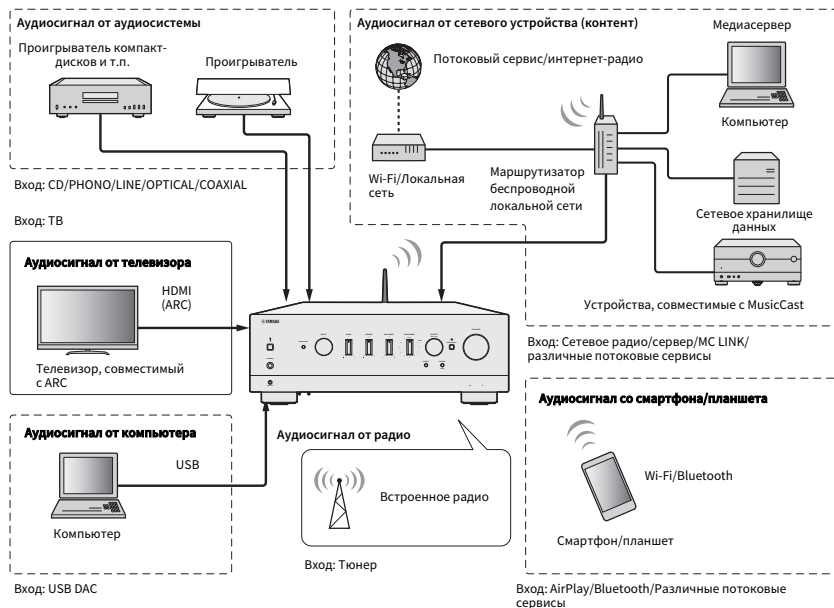 Аудиосигнал от аудиосистемы
Проигрыватель компакт-
дисков и т.п.
Проигрыватель
Вход: CD/PHONO/LINE/OPTICAL/COAXIAL
Вход: ТВ
Аудиосигнал от телевизора
HDMI
(ARC)
Телевизор, совместимый
с ARC
Аудиосигнал от компьютера
USB
Компьютер
Вход: USB DAC
Аудиосигнал от сетевого устройства (контент)
Потоковый сервис/интернет-радио
Wi-Fi/Локальная
сеть
Маршрутизатор
беспроводной
локальной сети
Медиасервер
Компьютер
Сетевое хранилище
данных
Устройства, совместимые с MusicCast
Вход: Сетевое радио/сервер/MC LINK/
различные потоковые сервисы
YAMAHA
Аудиосигнал от радио
Встроенное радио
Вход: Тюнер
Аудиосигнал со смартфона/планшета
Wi-Fi/Bluetooth
Смартфон/планшет
Вход: AirPlay/Bluetooth/Различные потоковые
сервисы